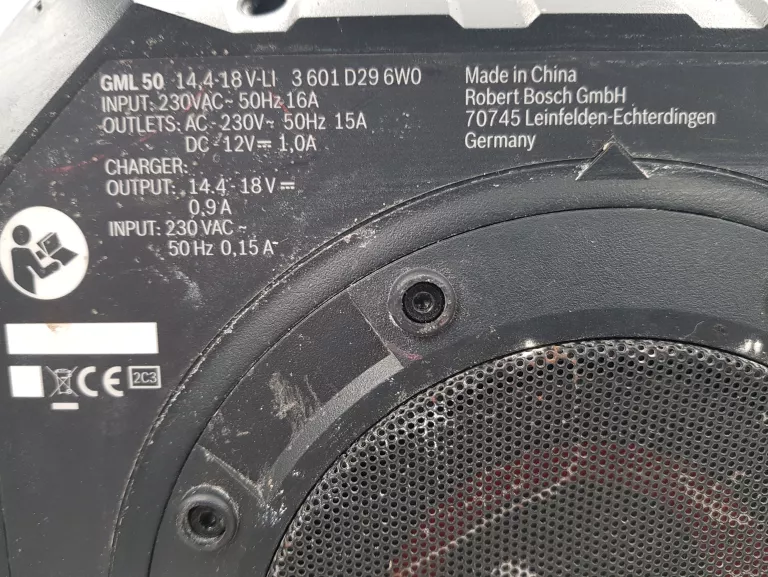 GML 50 14,4-18 V-LI 3 601 D29 6W0
INPUT: 230VAC~ 50Hz 16A
OUTLETS: AC - 230V~ 50Hz 15A
DC - 12V⎓ 1,0A
CHARGER:
OUTPUT: 14.4 - 18 V⎓
0,9 A
INPUT: 230 VAC ~
50 Hz 0,15 A
Made in China
Robert Bosch GmbH
70745 Leinfelden-Echterdingen
Germany
CE 2C3